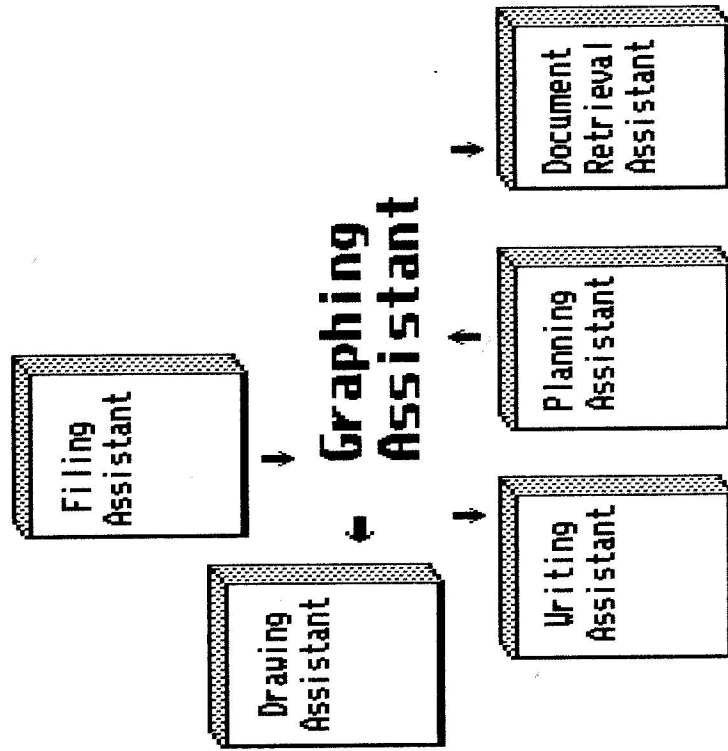 Filing
Assistant
Drawing
Assistant
Graphing
Assistant
Writing
Assistant
Planning
Assistant
Document
Retrieval
Assistant